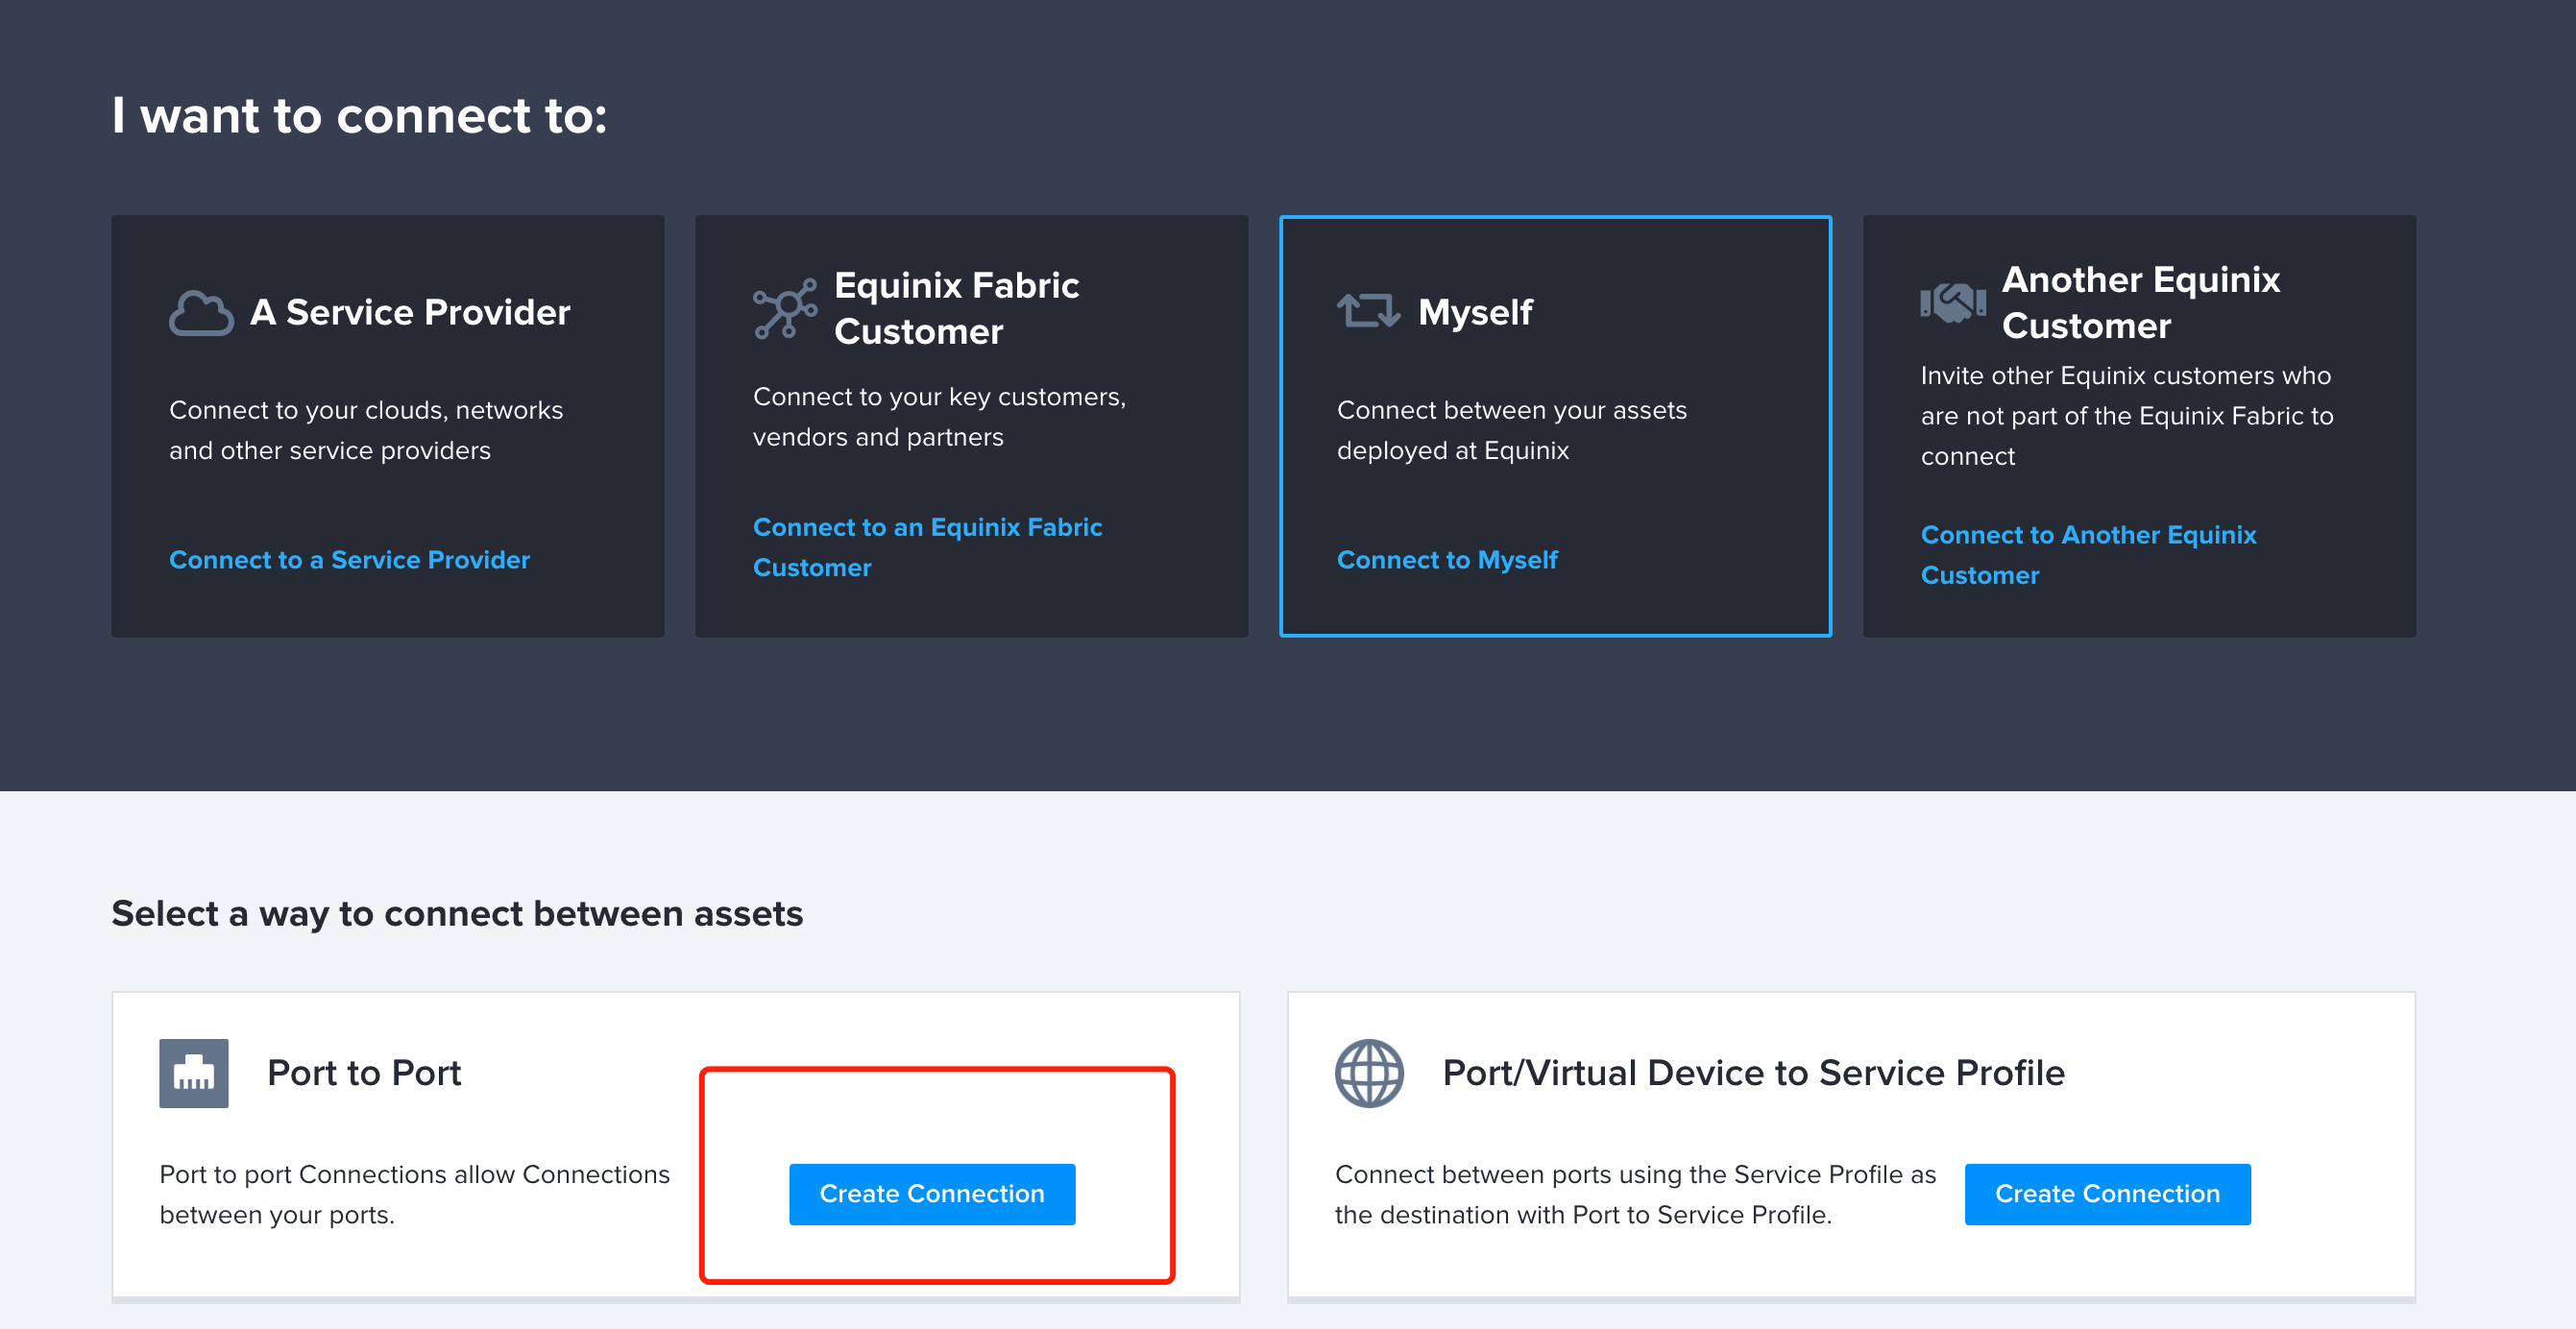 I want to connect to:
A Service Provider
Connect to your clouds, networks
and other service providers
Connect to a Service Provider
Equinix Fabric
Customer
Connect to your key customers,
vendors and partners
Connect to an Equinix Fabric
Customer
Myself
Connect between your assets
deployed at Equinix
Connect to Myself
Another Equinix
Customer
Invite other Equinix customers who
are not part of the Equinix Fabric to
connect
Connect to Another Equinix
Customer
Select a way to connect between assets
Port to Port
Port to port Connections allow Connections
between your ports.
Create Connection
Port/Virtual Device to Service Profile
Connect between ports using the Service Profile as
the destination with Port to Service Profile.
Create Connection